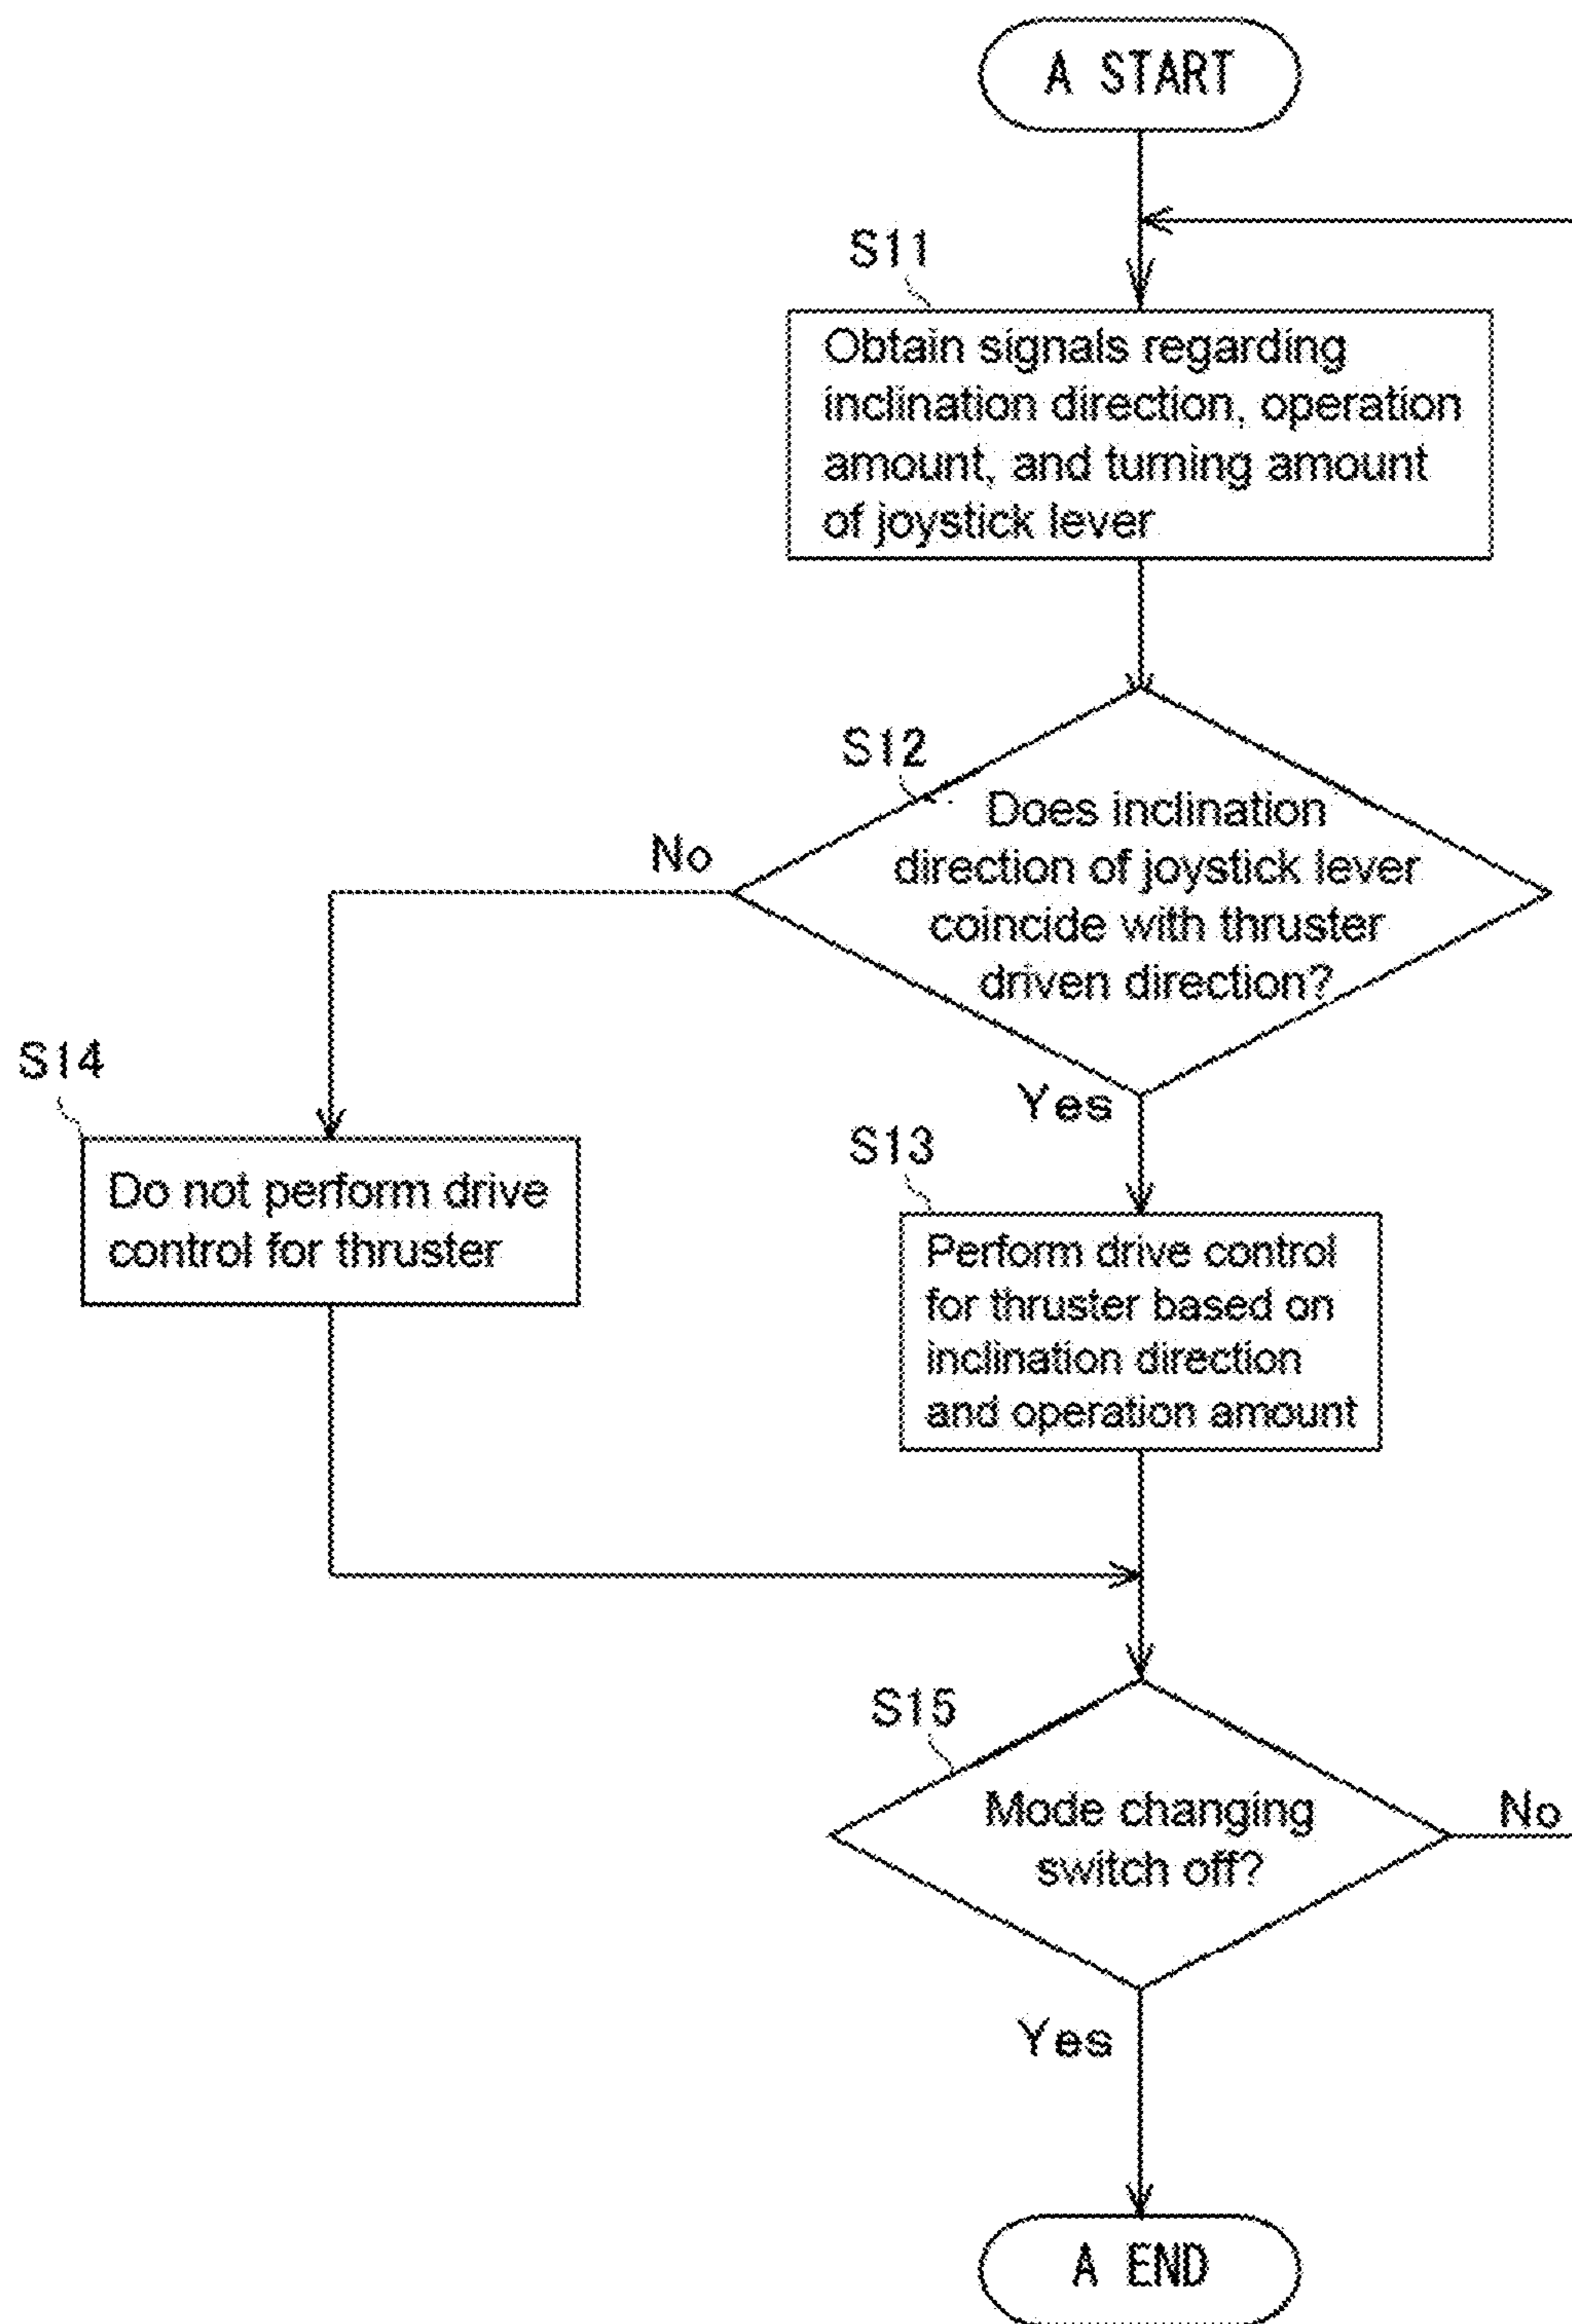 A START
S11
Obtain signals regarding
inclination direction, operation
amount, and turning amount
of joystick lever
S12
Does inclination
direction of joystick lever
coincide with thruster
driven direction?
No
Yes
S14
Do not perform drive
control for thruster
S13
Perform drive control
for thruster based on
inclination direction
and operation amount
S15
Mode changing
switch off?
No
Yes
A END